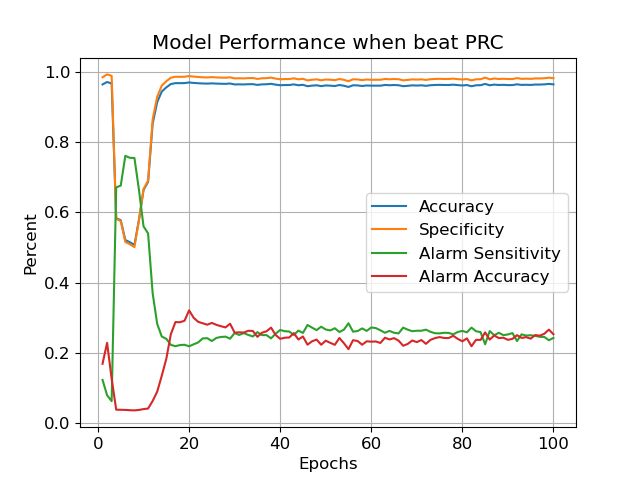 Model Performance when beat PRC
1.0
0.8
0.6
0.4
0.2
0.0
Percent
Accuracy
Specificity
Alarm Sensitivity
Alarm Accuracy
0 20 40 60 80 100
Epochs